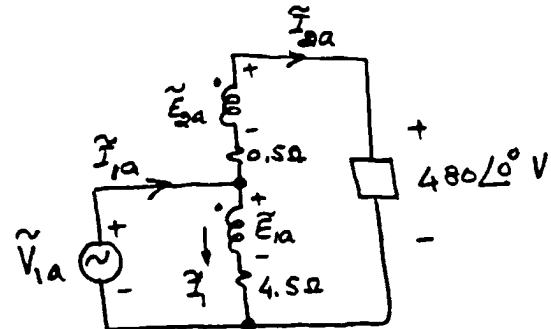 Ĩ₂ₐ
+
Ẽ₂ₐ
-
0.5Ω
Ĩ₁ₐ
+
+
480∠0° V
Ẽ₁ₐ
+
Ṽ₁ₐ
-
-
-
Ĩ₁
4.5Ω